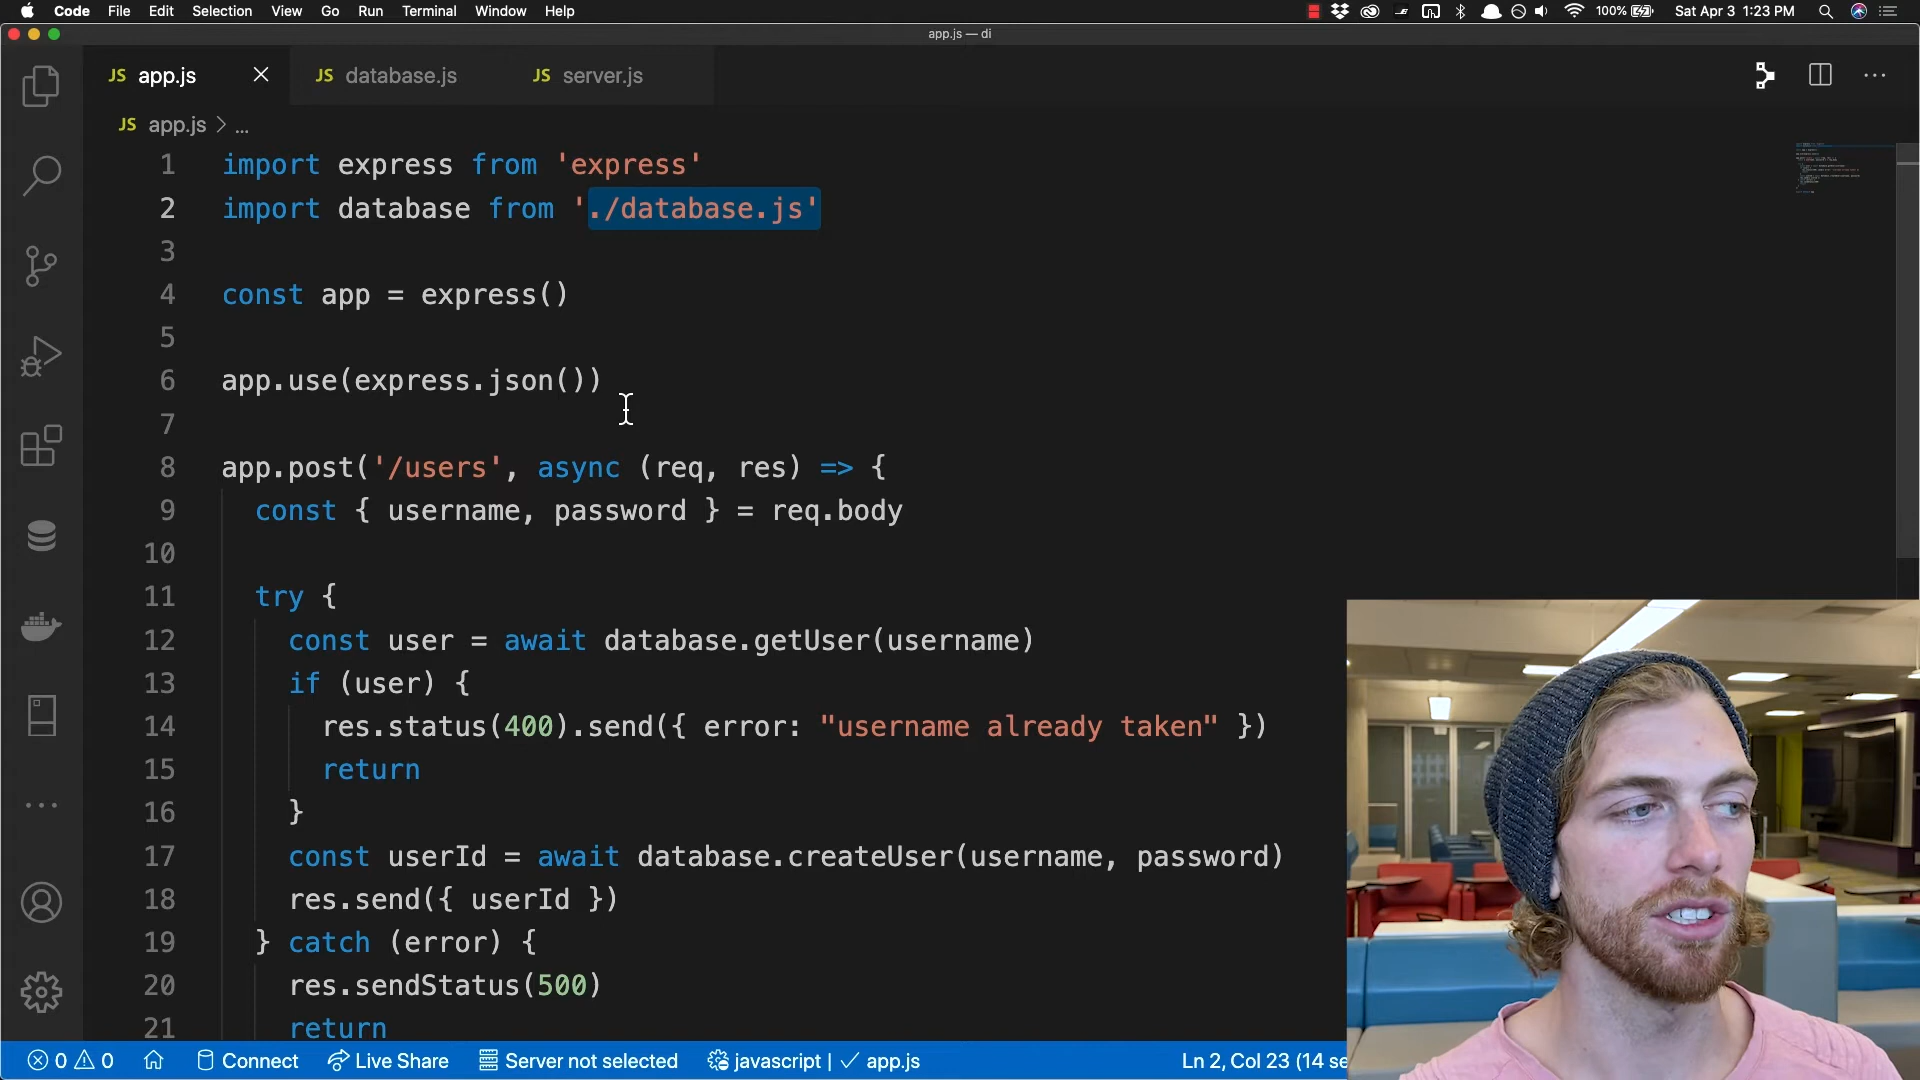 Code File Edit Selection View Go Run Terminal Window Help 100% Sat Apr 3 1:23 PM
app.js — di
JS app.js JS database.js JS server.js
JS app.js > ...
1 import express from 'express'
2 import database from './database.js'
3
4 const app = express()
5
6 app.use(express.json())
7
8 app.post('/users', async (req, res) => {
9 const { username, password } = req.body
10
11 try {
12 const user = await database.getUser(username)
13 if (user) {
14 res.status(400).send({ error: "username already taken" })
15 return
16 }
17 const userId = await database.createUser(username, password)
18 res.send({ userId })
19 } catch (error) {
20 res.sendStatus(500)
21 return
0 0 Connect Live Share Server not selected javascript | ✓ app.js Ln 2, Col 23 (14 se